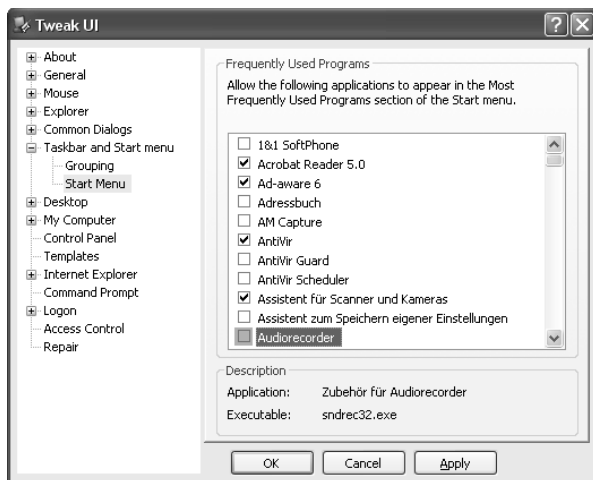 Tweak UI
About
General
Mouse
Explorer
Common Dialogs
Taskbar and Start menu
Grouping
Start Menu
Desktop
My Computer
Control Panel
Templates
Internet Explorer
Command Prompt
Logon
Access Control
Repair
Frequently Used Programs
Allow the following applications to appear in the Most
Frequently Used Programs section of the Start menu.
1&1 SoftPhone
Acrobat Reader 5.0
Ad-aware 6
Adressbuch
AM Capture
AntiVir
AntiVir Guard
AntiVir Scheduler
Assistent für Scanner und Kameras
Assistent zum Speichern eigener Einstellungen
Audiorecorder
Description
Application: Zubehör für Audiorecorder
Executable: sndrec32.exe
OK Cancel Apply